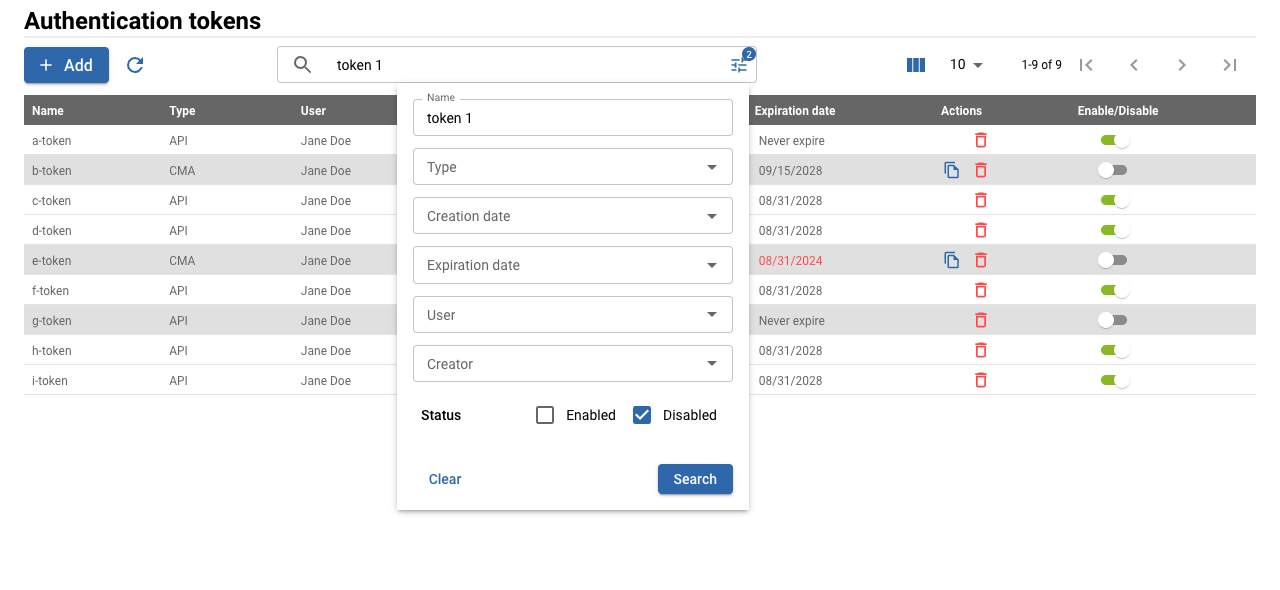 Authentication tokens
Add
token 1
2
10
1-9 of 9
Name Type User Expiration date Actions Enable/Disable
a-token API Jane Doe Never expire
b-token CMA Jane Doe 09/15/2028
c-token API Jane Doe 08/31/2028
d-token API Jane Doe 08/31/2028
e-token CMA Jane Doe 08/31/2024
f-token API Jane Doe 08/31/2028
g-token API Jane Doe Never expire
h-token API Jane Doe 08/31/2028
i-token API Jane Doe 08/31/2028
Name
token 1
Type
Creation date
Expiration date
User
Creator
Status Enabled Disabled
Clear Search